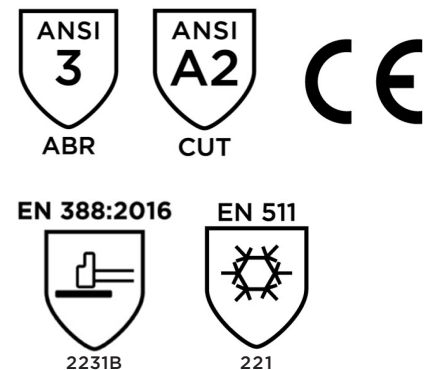 ANSI
3
ABR
ANSI
A2
CUT
CE
EN 388:2016
2231B
EN 511
221